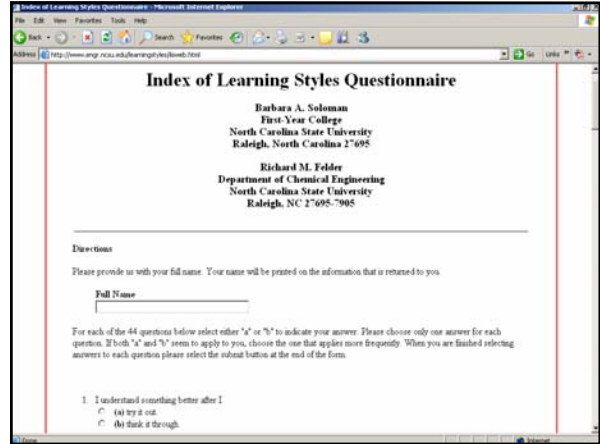 Index of Learning Styles Questionnaire - Microsoft Internet Explorer
File Edit View Favorites Tools Help
Back Search Favorites
Address http://www.engr.ncsu.edu/learningstyles/ilsweb.html Go Links »
Index of Learning Styles Questionnaire
Barbara A. Soloman
First-Year College
North Carolina State University
Raleigh, North Carolina 27695
Richard M. Felder
Department of Chemical Engineering
North Carolina State University
Raleigh, NC 27695-7905
Directions
Please provide us with your full name. Your name will be printed on the information that is returned to you.
Full Name
For each of the 44 questions below select either "a" or "b" to indicate your answer. Please choose only one answer for each
question. If both "a" and "b" seem to apply to you, choose the one that applies more frequently. When you are finished selecting
answers to each question please select the submit button at the end of the form.
1. I understand something better after I
(a) try it out.
(b) think it through.
Done Internet